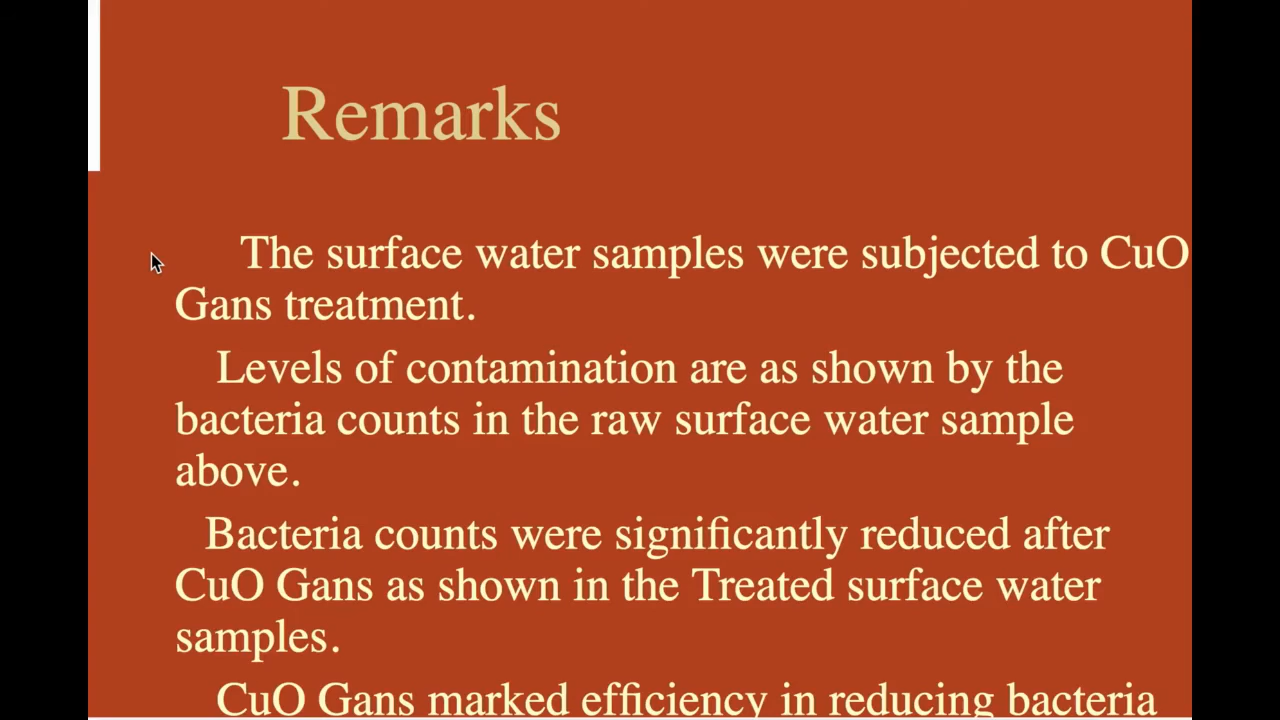 Remarks
The surface water samples were subjected to CuO
Gans treatment.
Levels of contamination are as shown by the
bacteria counts in the raw surface water sample
above.
Bacteria counts were significantly reduced after
CuO Gans as shown in the Treated surface water
samples.
CuO Gans marked efficiency in reducing bacteria